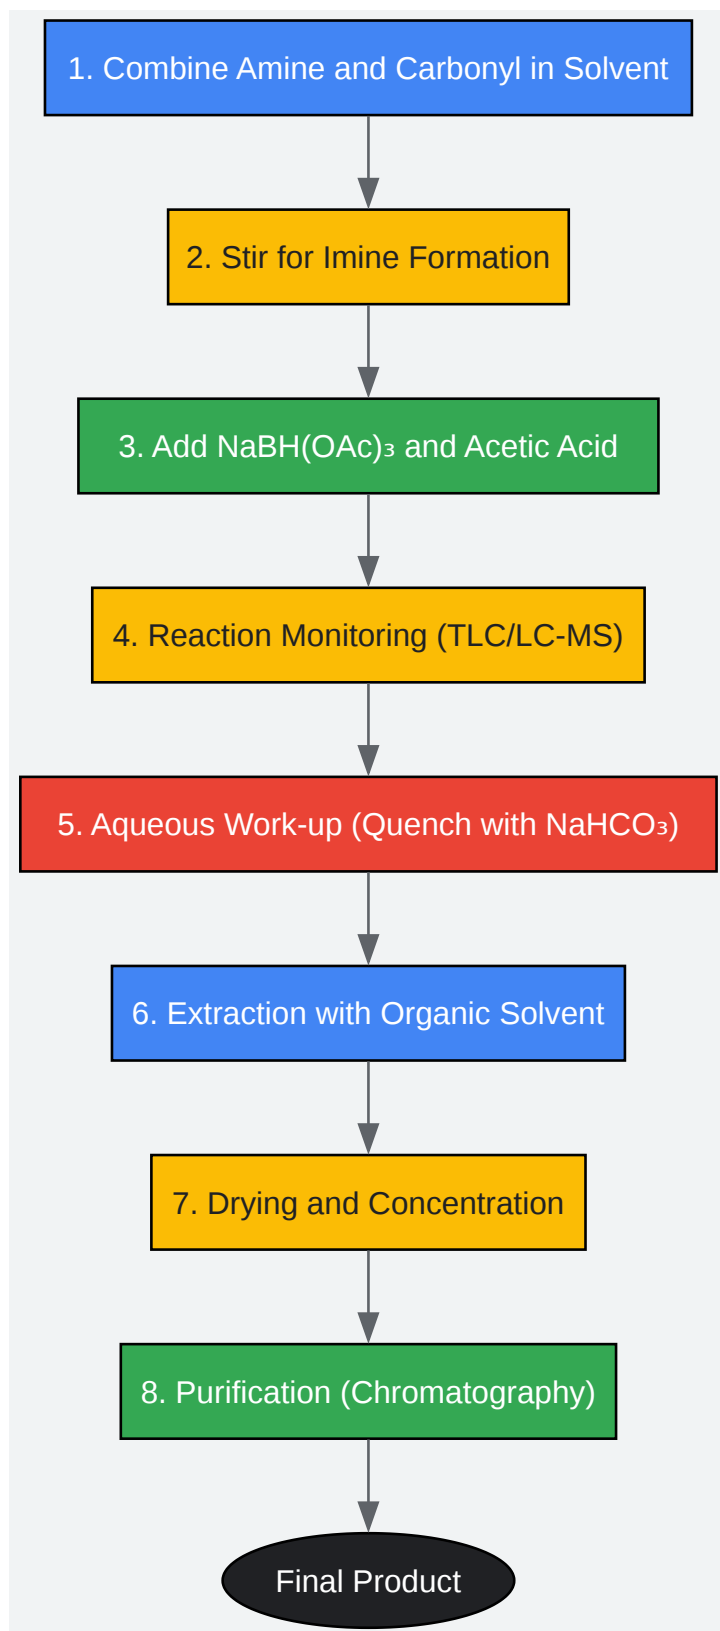 1. Combine Amine and Carbonyl in Solvent
2. Stir for Imine Formation
3. Add NaBH(OAc)₃ and Acetic Acid
4. Reaction Monitoring (TLC/LC-MS)
5. Aqueous Work-up (Quench with NaHCO₃)
6. Extraction with Organic Solvent
7. Drying and Concentration
8. Purification (Chromatography)
Final Product